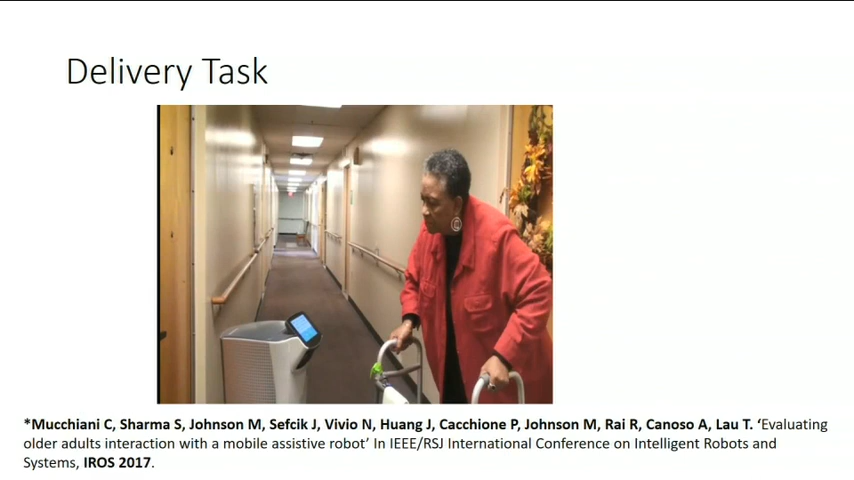 Delivery Task
*Mucchiani C, Sharma S, Johnson M, Sefcik J, Vivio N, Huang J, Cacchione P, Johnson M, Rai R, Canoso A, Lau T. ‘Evaluating
older adults interaction with a mobile assistive robot’ In IEEE/RSJ International Conference on Intelligent Robots and
Systems, IROS 2017.